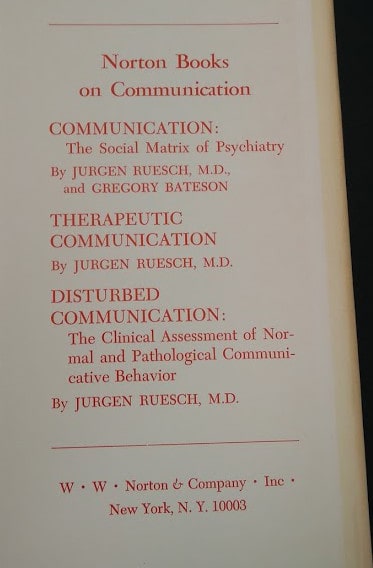 Norton Books
on Communication
COMMUNICATION:
The Social Matrix of Psychiatry
By JURGEN RUESCH, M.D.,
and GREGORY BATESON
THERAPEUTIC
COMMUNICATION
By JURGEN RUESCH, M.D.
DISTURBED
COMMUNICATION:
The Clinical Assessment of Nor-
mal and Pathological Communi-
cative Behavior
By JURGEN RUESCH, M.D.
W • W • Norton & Company • Inc •
New York, N. Y. 10003